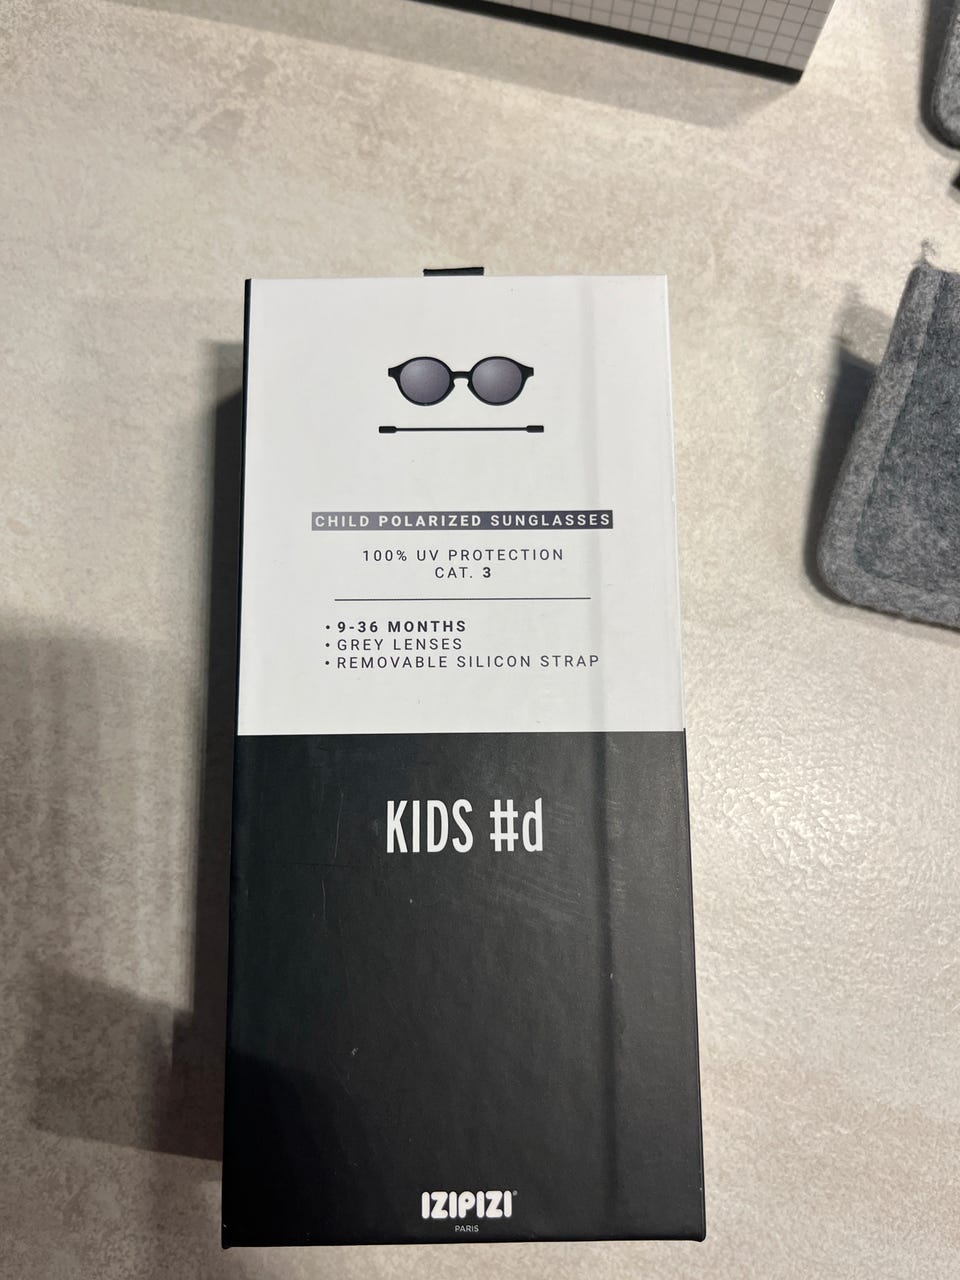 CHILD POLARIZED SUNGLASSES
100% UV PROTECTION
CAT. 3
• 9-36 MONTHS
• GREY LENSES
• REMOVABLE SILICON STRAP
KIDS #d
IZIPIZI®
PARIS